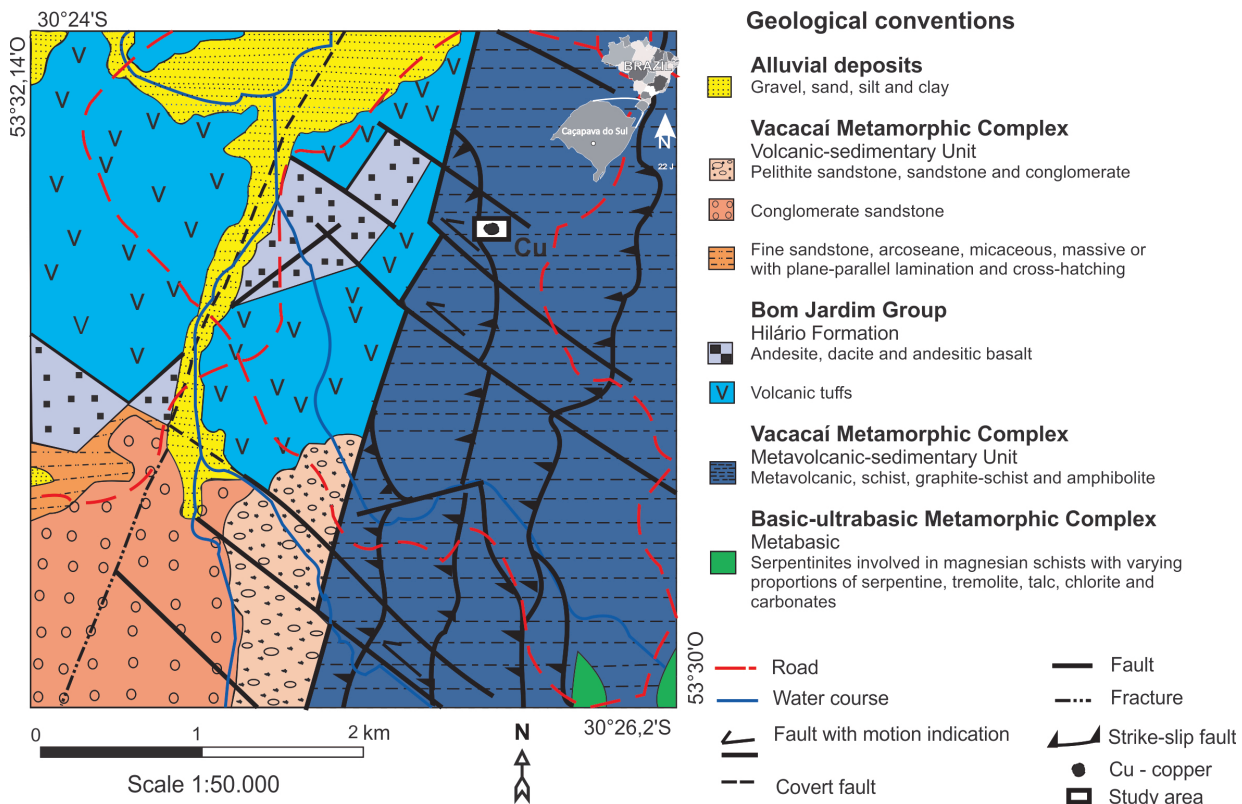 30°24'S
53°32,14'O
BRAZIL
Caçapava do Sul
N
22 J
Cu
53°30'O
30°26,2'S
0 1 2 km
Scale 1:50.000
N
Geological conventions
Alluvial deposits
Gravel, sand, silt and clay
Vacacaí Metamorphic Complex
Volcanic-sedimentary Unit
Pelithite sandstone, sandstone and conglomerate
Conglomerate sandstone
Fine sandstone, arcoseane, micaceous, massive or
with plane-parallel lamination and cross-hatching
Bom Jardim Group
Hilário Formation
Andesite, dacite and andesitic basalt
Volcanic tuffs
Vacacaí Metamorphic Complex
Metavolcanic-sedimentary Unit
Metavolcanic, schist, graphite-schist and amphibolite
Basic-ultrabasic Metamorphic Complex
Metabasic
Serpentinites involved in magnesian schists with varying
proportions of serpentine, tremolite, talc, chlorite and
carbonates
Road
Water course
Fault with motion indication
Covert fault
Fault
Fracture
Strike-slip fault
Cu - copper
Study area